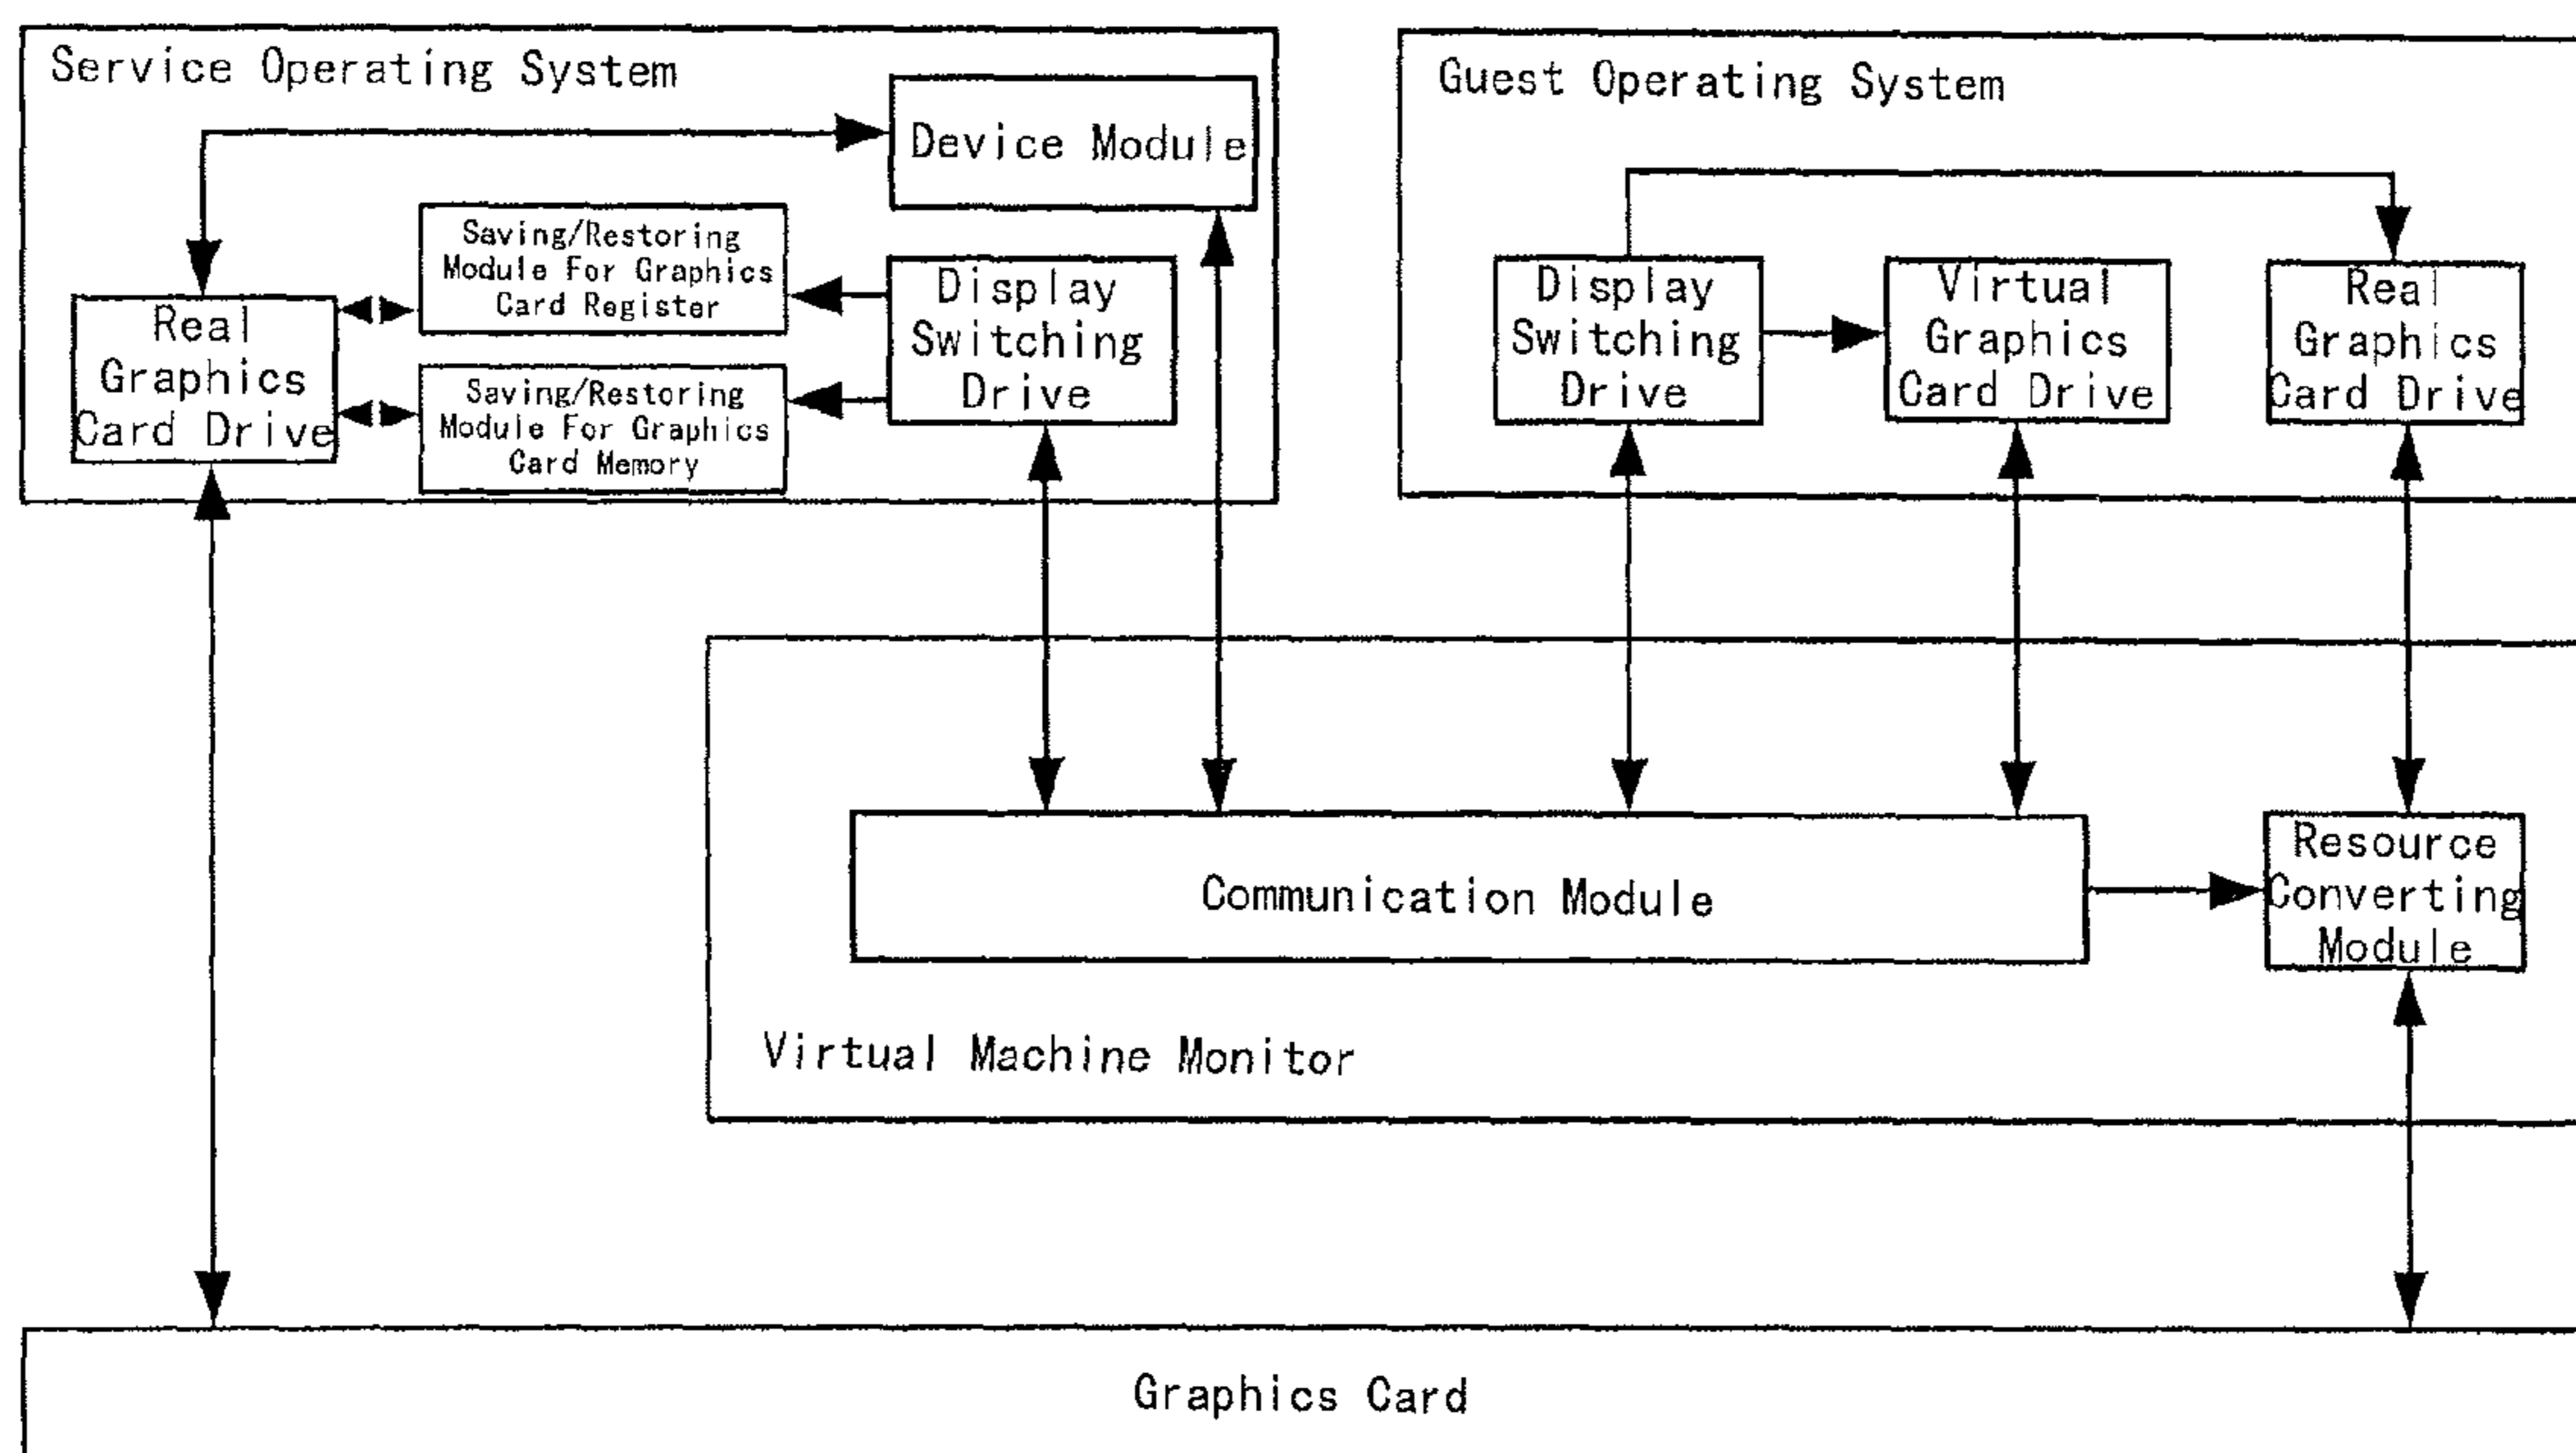 Service Operating System
Device Module
Saving/Restoring
Module For Graphics
Card Register
Real
Graphics
Card Drive
Saving/Restoring
Module For Graphics
Card Memory
Display
Switching
Drive
Guest Operating System
Display
Switching
Drive
Virtual
Graphics
Card Drive
Real
Graphics
Card Drive
Communication Module
Resource
Converting
Module
Virtual Machine Monitor
Graphics Card